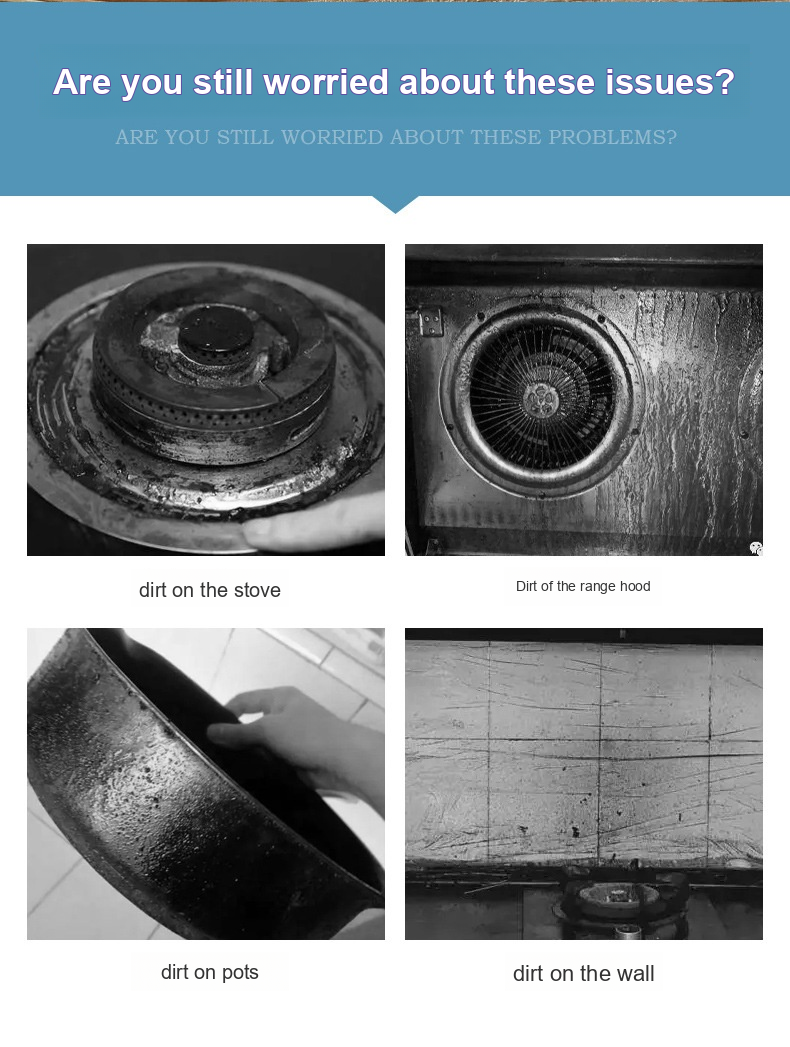 Are you still worried about these issues?
ARE YOU STILL WORRIED ABOUT THESE PROBLEMS?
dirt on the stove
Dirt of the range hood
dirt on pots
dirt on the wall